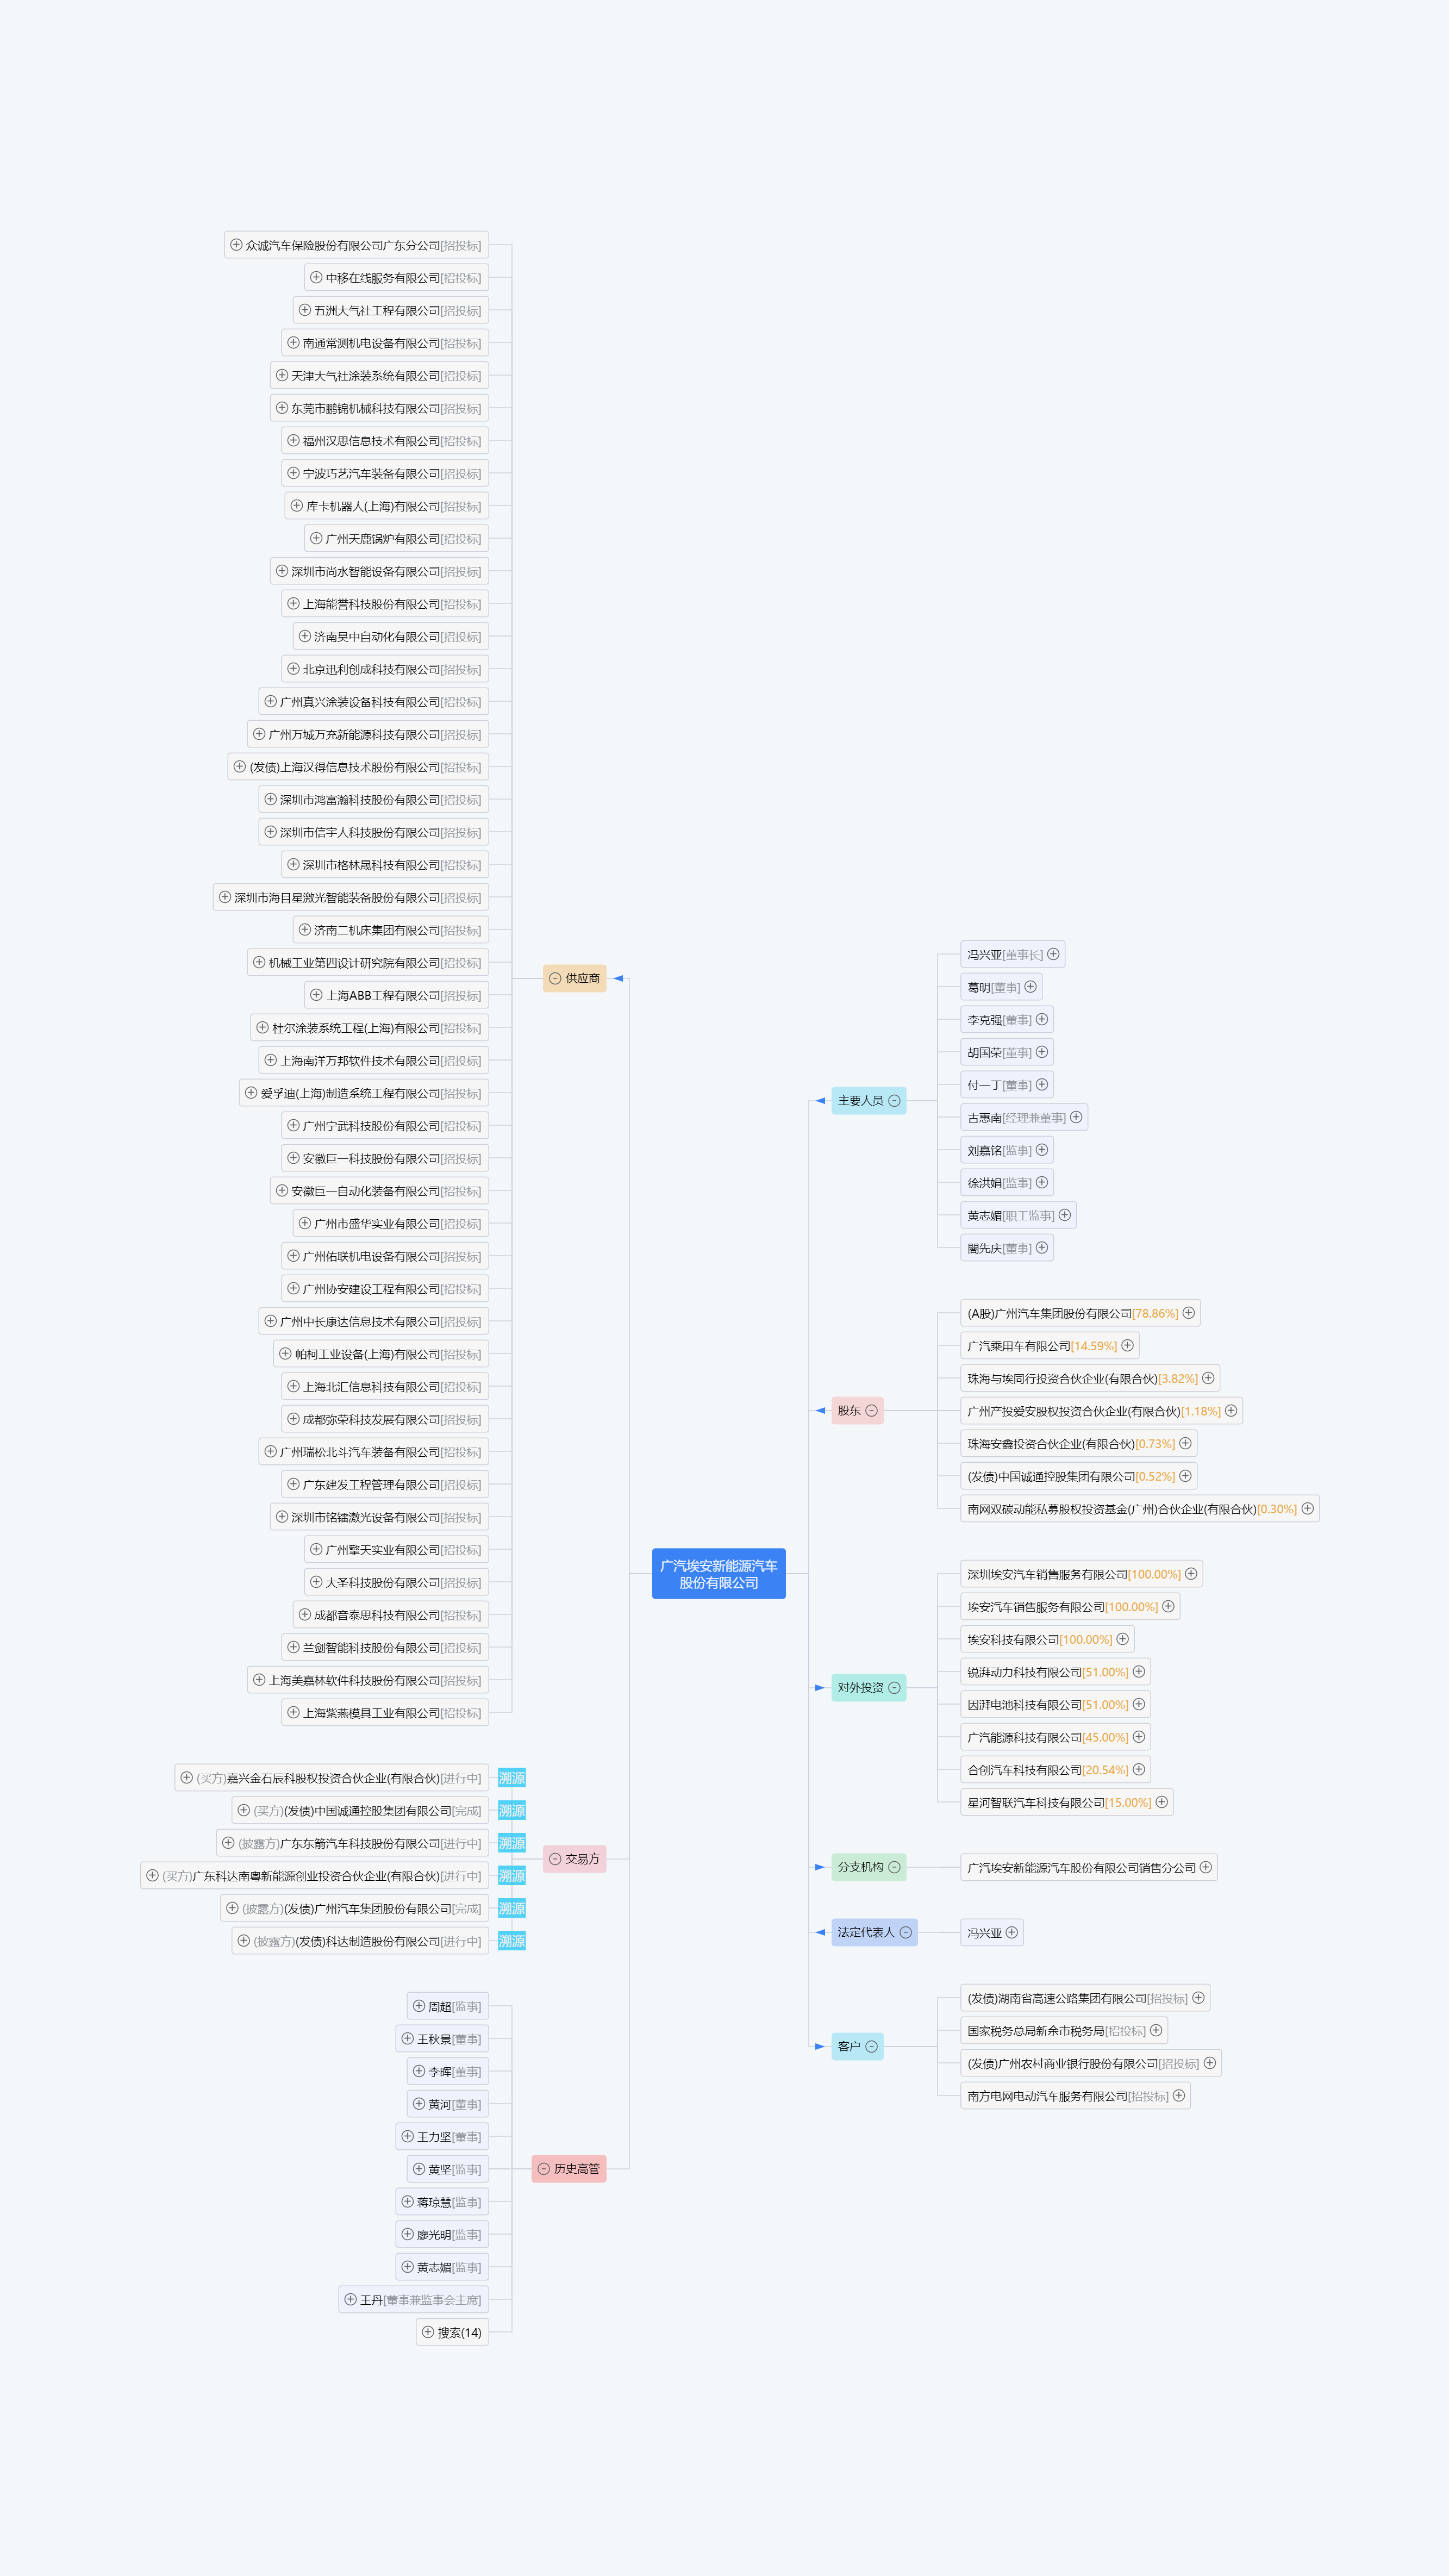 众诚汽车保险股份有限公司广东分公司[招投标]
中移在线服务有限公司[招投标]
五洲大气社工程有限公司[招投标]
南通常测机电设备有限公司[招投标]
天津大气社涂装系统有限公司[招投标]
东莞市鹏锦机械科技有限公司[招投标]
福州汉思信息技术有限公司[招投标]
宁波巧艺汽车装备有限公司[招投标]
库卡机器人(上海)有限公司[招投标]
广州天鹿锅炉有限公司[招投标]
深圳市尚水智能设备有限公司[招投标]
上海能誉科技股份有限公司[招投标]
济南昊中自动化有限公司[招投标]
北京迅利创成科技有限公司[招投标]
广州真兴涂装设备科技有限公司[招投标]
广州万城万充新能源科技有限公司[招投标]
(发债)上海汉得信息技术股份有限公司[招投标]
深圳市鸿富瀚科技股份有限公司[招投标]
深圳市信宇人科技股份有限公司[招投标]
深圳市格林晟科技有限公司[招投标]
深圳市海目星激光智能装备股份有限公司[招投标]
济南二机床集团有限公司[招投标]
机械工业第四设计研究院有限公司[招投标]
上海ABB工程有限公司[招投标]
杜尔涂装系统工程(上海)有限公司[招投标]
上海南洋万邦软件技术有限公司[招投标]
爱孚迪(上海)制造系统工程有限公司[招投标]
广州宁武科技股份有限公司[招投标]
安徽巨一科技股份有限公司[招投标]
安徽巨一自动化装备有限公司[招投标]
广州市盛华实业有限公司[招投标]
广州佑联机电设备有限公司[招投标]
广州协安建设工程有限公司[招投标]
广州中长康达信息技术有限公司[招投标]
帕柯工业设备(上海)有限公司[招投标]
上海北汇信息科技有限公司[招投标]
成都弥荣科技发展有限公司[招投标]
广州瑞松北斗汽车装备有限公司[招投标]
广东建发工程管理有限公司[招投标]
深圳市铭镭激光设备有限公司[招投标]
广州擎天实业有限公司[招投标]
大圣科技股份有限公司[招投标]
成都音泰思科技有限公司[招投标]
兰剑智能科技股份有限公司[招投标]
上海美嘉林软件科技股份有限公司[招投标]
上海紫燕模具工业有限公司[招投标]
供应商
(买方)嘉兴金石辰科股权投资合伙企业(有限合伙)[进行中] 溯源
(买方)(发债)中国诚通控股集团有限公司[完成] 溯源
(披露方)广东东箭汽车科技股份有限公司[进行中] 溯源
(买方)广东科达南粤新能源创业投资合伙企业(有限合伙)[进行中] 溯源
(披露方)(发债)广州汽车集团股份有限公司[完成] 溯源
(披露方)(发债)科达制造股份有限公司[进行中] 溯源
交易方
周超[监事]
王秋景[董事]
李晖[董事]
黄河[董事]
王力坚[董事]
黄坚[监事]
蒋琼慧[监事]
廖光明[监事]
黄志媚[监事]
王丹[董事兼监事会主席]
搜索(14)
历史高管
广汽埃安新能源汽车
股份有限公司
主要人员
冯兴亚[董事长]
葛明[董事]
李克强[董事]
胡国荣[董事]
付一丁[董事]
古惠南[经理兼董事]
刘嘉铭[监事]
徐洪娟[监事]
黄志媚[职工监事]
閤先庆[董事]
股东
(A股)广州汽车集团股份有限公司[78.86%]
广汽乘用车有限公司[14.59%]
珠海与埃同行投资合伙企业(有限合伙)[3.82%]
广州产投爱安股权投资合伙企业(有限合伙)[1.18%]
珠海安鑫投资合伙企业(有限合伙)[0.73%]
(发债)中国诚通控股集团有限公司[0.52%]
南网双碳动能私募股权投资基金(广州)合伙企业(有限合伙)[0.30%]
对外投资
深圳埃安汽车销售服务有限公司[100.00%]
埃安汽车销售服务有限公司[100.00%]
埃安科技有限公司[100.00%]
锐湃动力科技有限公司[51.00%]
因湃电池科技有限公司[51.00%]
广汽能源科技有限公司[45.00%]
合创汽车科技有限公司[20.54%]
星河智联汽车科技有限公司[15.00%]
分支机构
广汽埃安新能源汽车股份有限公司销售分公司
法定代表人
冯兴亚
客户
(发债)湖南省高速公路集团有限公司[招投标]
国家税务总局新余市税务局[招投标]
(发债)广州农村商业银行股份有限公司[招投标]
南方电网电动汽车服务有限公司[招投标]